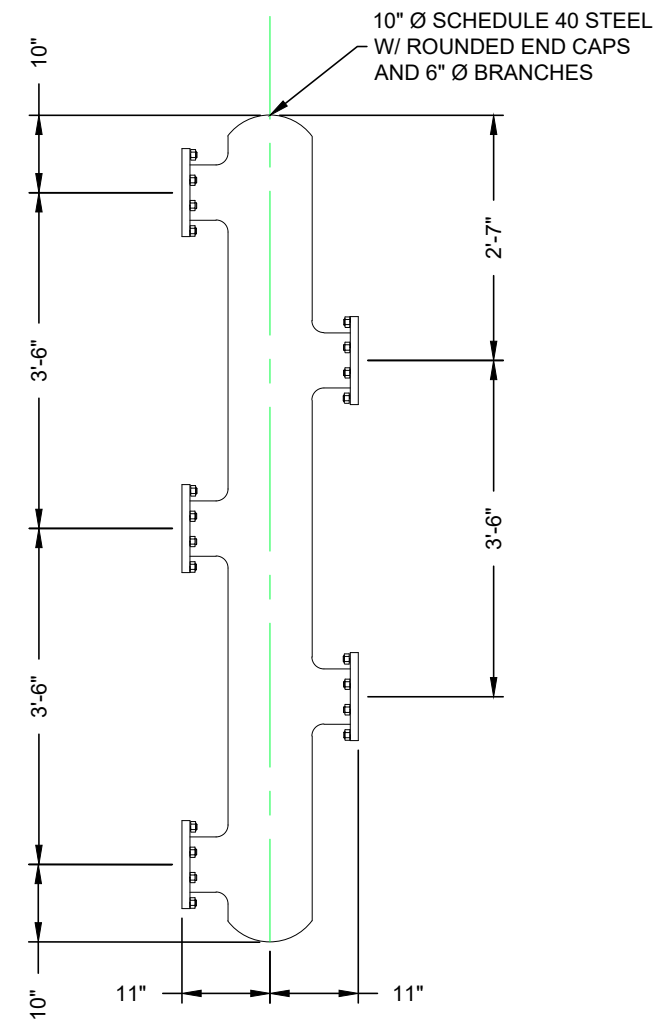 10" Ø SCHEDULE 40 STEEL
W/ ROUNDED END CAPS
AND 6" Ø BRANCHES
10"
2'-7"
3'-6"
3'-6"
3'-6"
10"
11"
11"